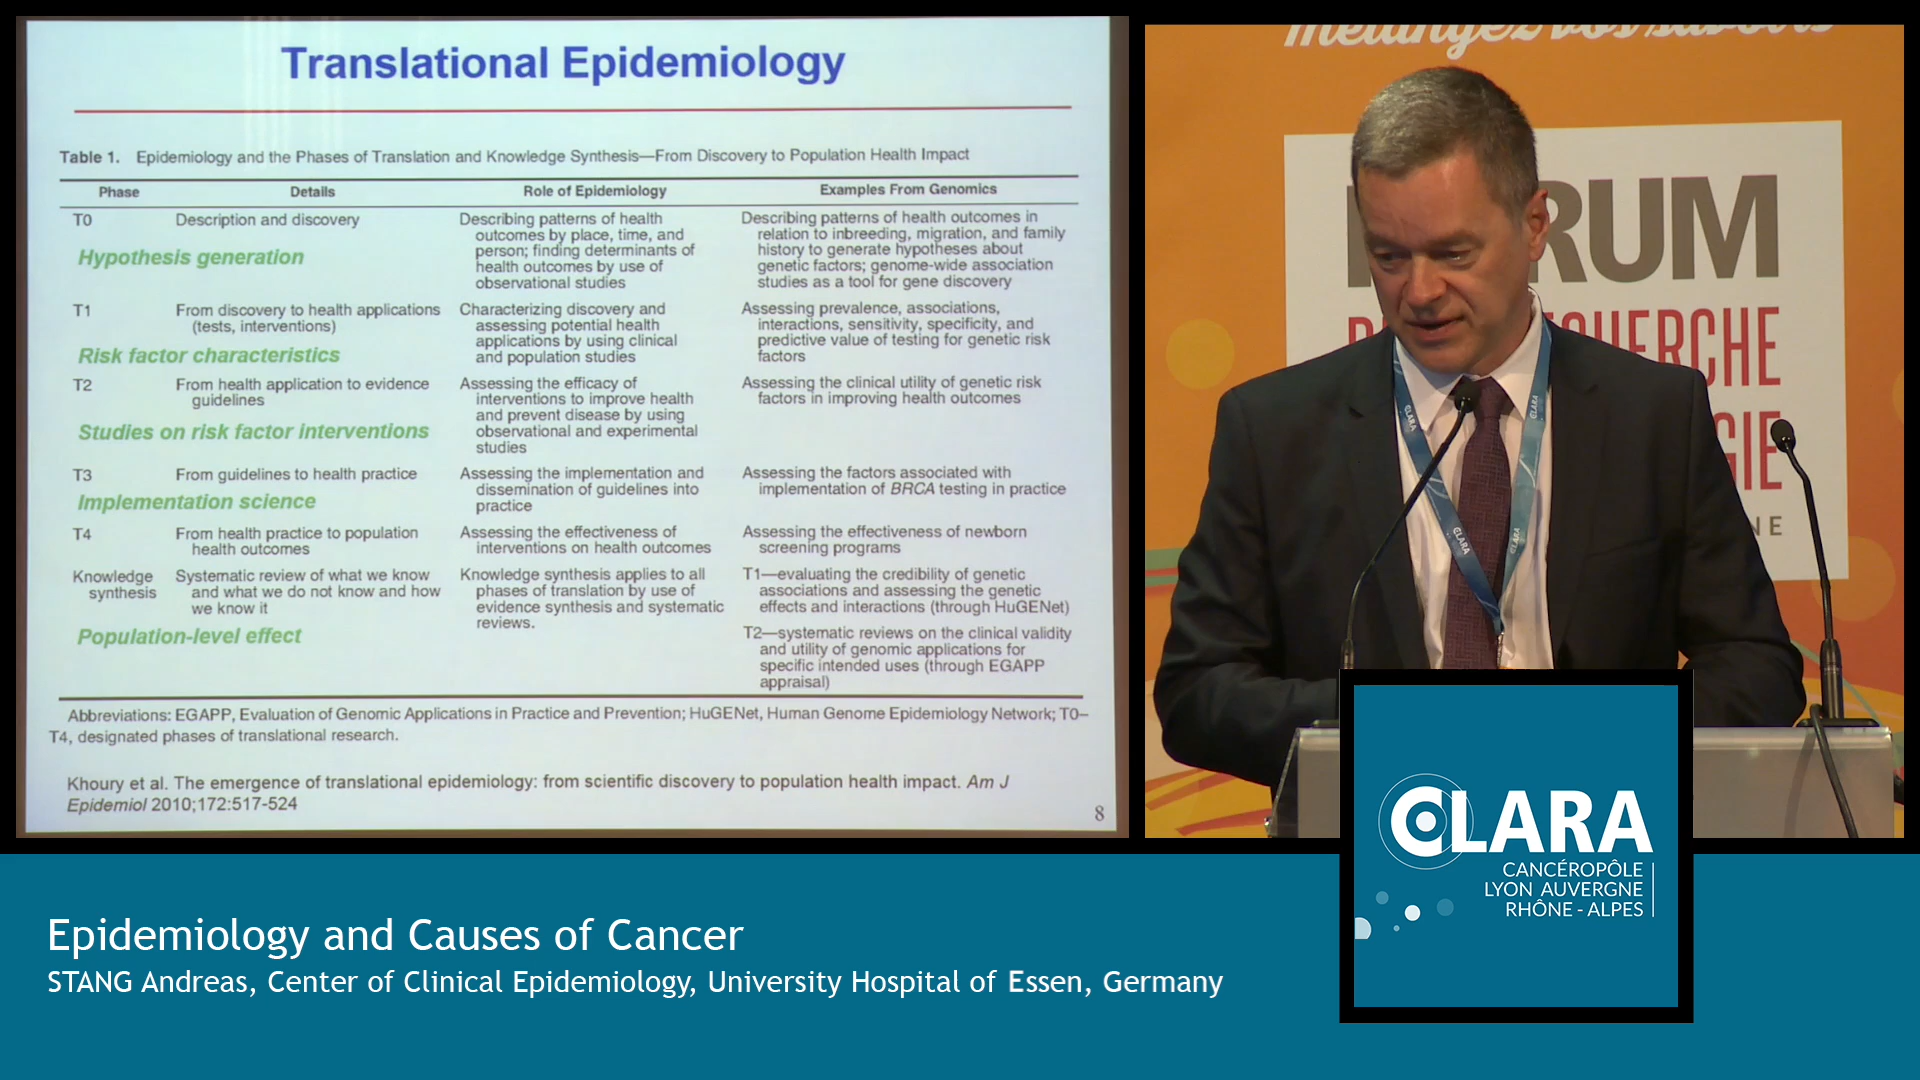 Translational Epidemiology
Table 1. Epidemiology and the Phases of Translation and Knowledge Synthesis—From Discovery to Population Health Impact
Phase Details Role of Epidemiology Examples From Genomics
T0 Description and discovery Describing patterns of health Describing patterns of health outcomes in
outcomes by place, time, and relation to inbreeding, migration, and family
Hypothesis generation person; finding determinants of history to generate hypotheses about
health outcomes by use of genetic factors; genome-wide association
observational studies studies as a tool for gene discovery
T1 From discovery to health applications Characterizing discovery and Assessing prevalence, associations,
(tests, interventions) assessing potential health interactions, sensitivity, specificity, and
applications by using clinical predictive value of testing for genetic risk
Risk factor characteristics and population studies factors
T2 From health application to evidence Assessing the efficacy of Assessing the clinical utility of genetic risk
guidelines interventions to improve health factors in improving health outcomes
and prevent disease by using
Studies on risk factor interventions observational and experimental
studies
T3 From guidelines to health practice Assessing the implementation and Assessing the factors associated with
dissemination of guidelines into implementation of BRCA testing in practice
Implementation science practice
T4 From health practice to population Assessing the effectiveness of Assessing the effectiveness of newborn
health outcomes interventions on health outcomes screening programs
Knowledge Systematic review of what we know Knowledge synthesis applies to all T1—evaluating the credibility of genetic
synthesis and what we do not know and how phases of translation by use of associations and assessing the genetic
we know it evidence synthesis and systematic effects and interactions (through HuGENet)
reviews.
Population-level effect T2—systematic reviews on the clinical validity
and utility of genomic applications for
specific intended uses (through EGAPP
appraisal)
Abbreviations: EGAPP, Evaluation of Genomic Applications in Practice and Prevention; HuGENet, Human Genome Epidemiology Network; T0–
T4, designated phases of translational research.
Khoury et al. The emergence of translational epidemiology: from scientific discovery to population health impact. Am J
Epidemiol 2010;172:517-524
8
mélangez vos savoirs
CLARA
CLARA
CLARA
CLARA
CLARA
CANCÉROPÔLE
LYON AUVERGNE
RHÔNE - ALPES
Epidemiology and Causes of Cancer
STANG Andreas, Center of Clinical Epidemiology, University Hospital of Essen, Germany